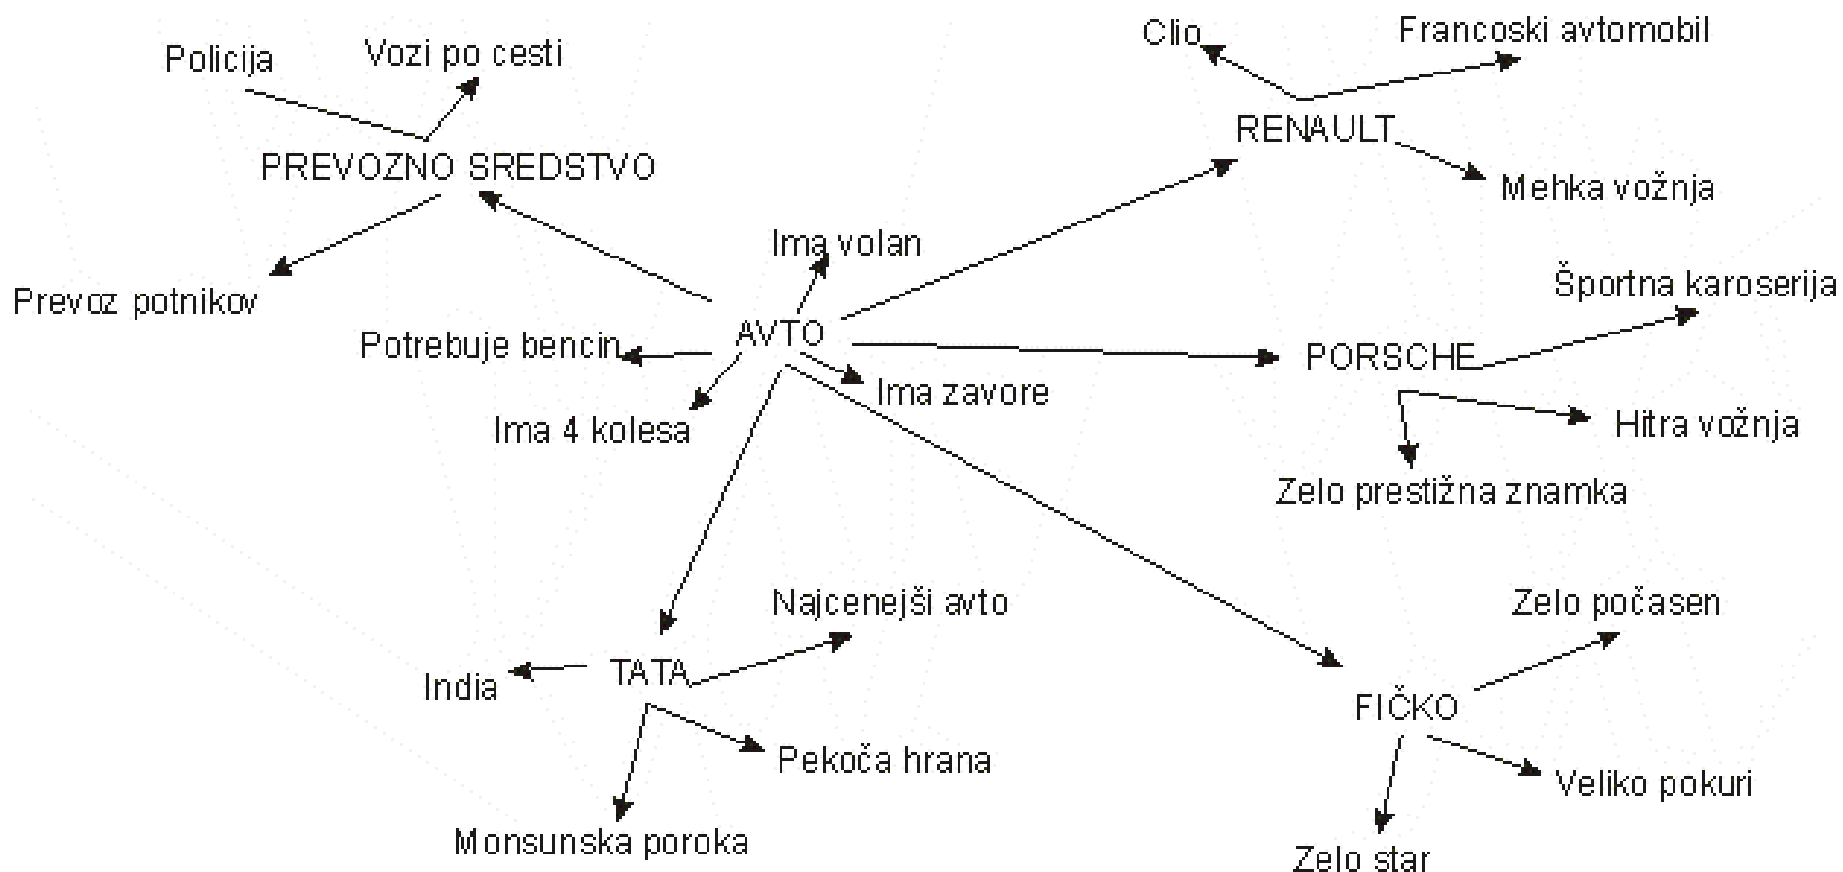 Clio
Francoski avtomobil
Policija
Vozi po cesti
RENAULT
PREVOZNO SREDSTVO
Mehka vožnja
Ima volan
Športna karoserija
Prevoz potnikov
AVTO
Potrebuje bencin
PORSCHE
Ima zavore
Ima 4 kolesa
Hitra vožnja
Zelo prestižna znamka
Najcenejši avto
Zelo počasen
TATA
India
FIČKO
Pekoča hrana
Veliko pokuri
Monsunska poroka
Zelo star